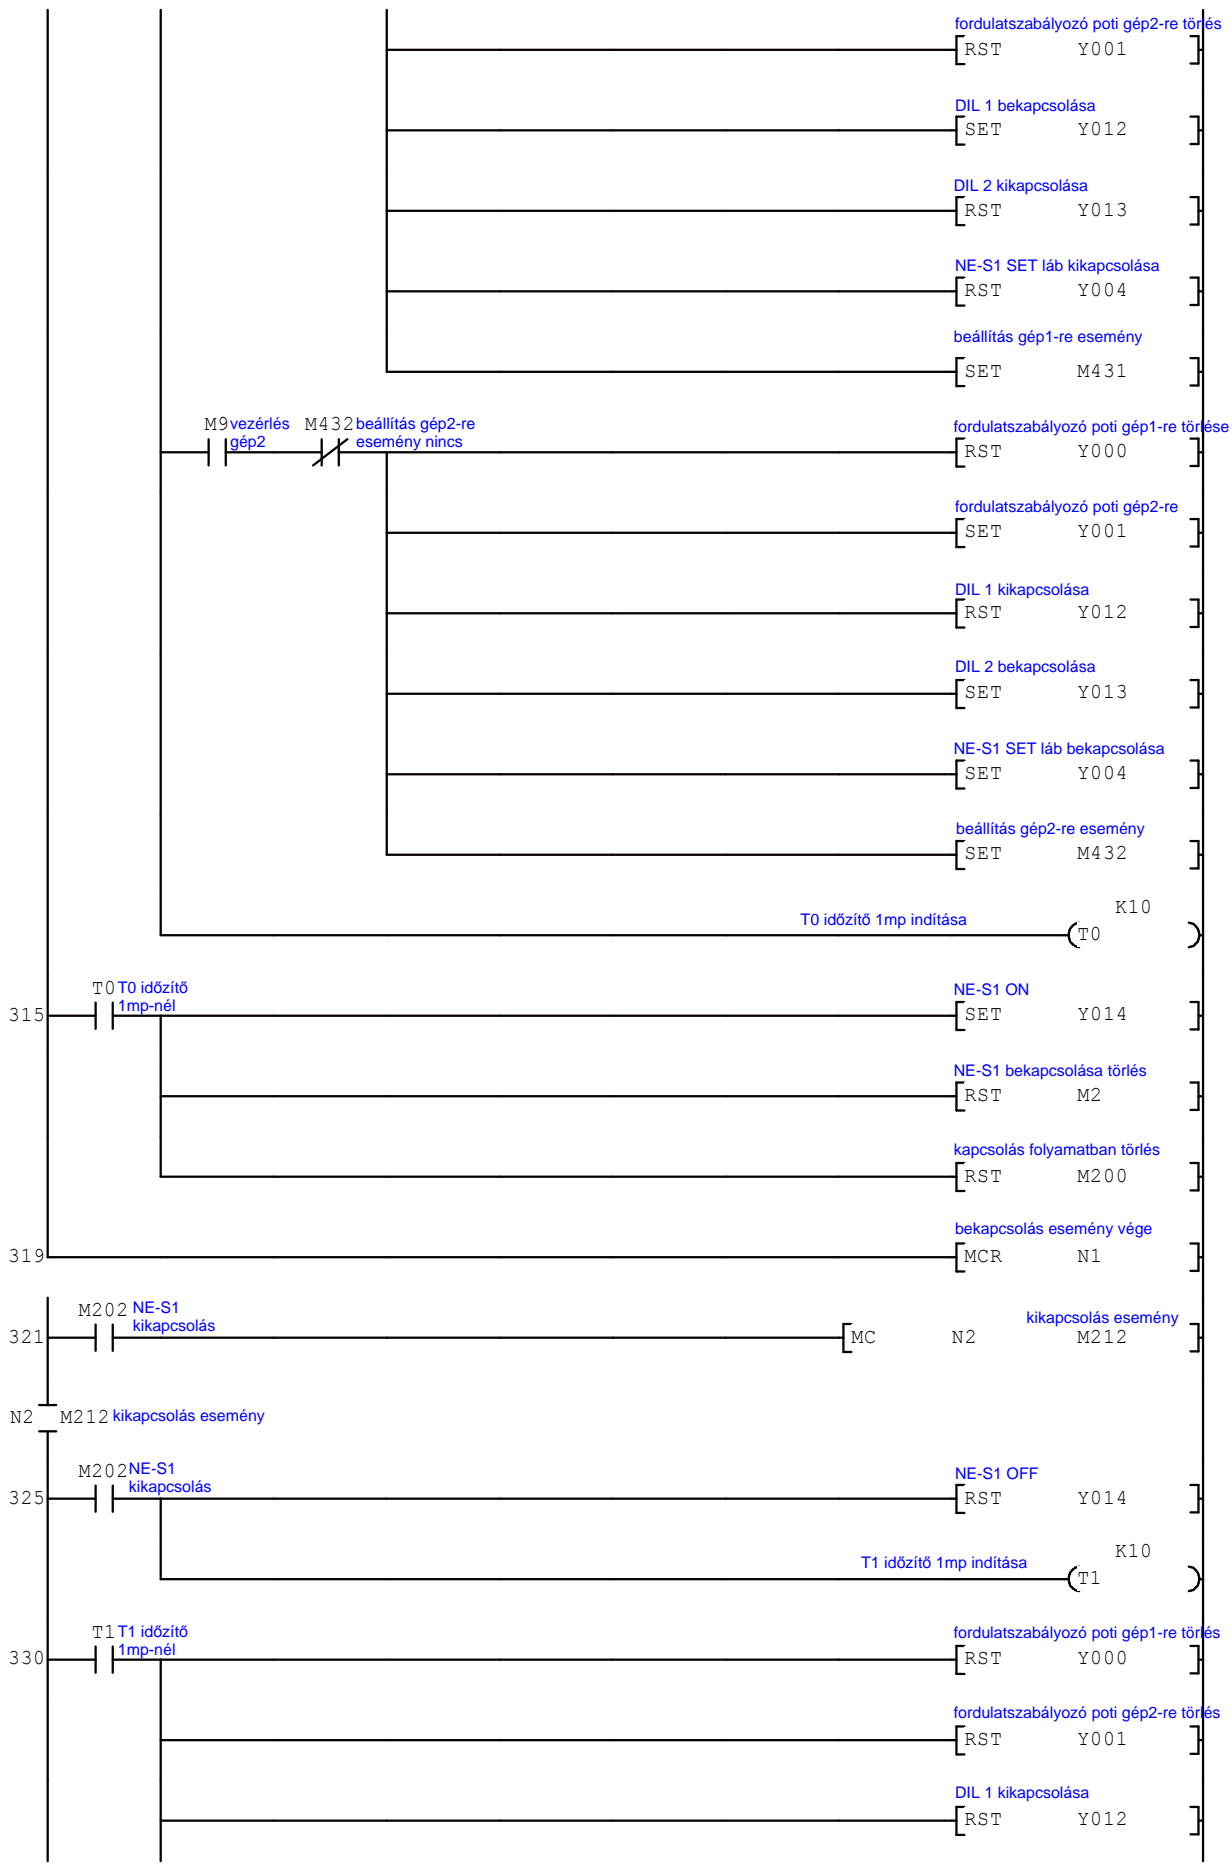 fordulatszabályozó poti gép2-re törlés
RST Y001
DIL 1 bekapcsolása
SET Y012
DIL 2 kikapcsolása
RST Y013
NE-S1 SET láb kikapcsolása
RST Y004
beállítás gép1-re esemény
SET M431
M9 vezérlés gép2
M432 beállítás gép2-re esemény nincs
fordulatszabályozó poti gép1-re törlése
RST Y000
fordulatszabályozó poti gép2-re
SET Y001
DIL 1 kikapcsolása
RST Y012
DIL 2 bekapcsolása
SET Y013
NE-S1 SET láb bekapcsolása
SET Y004
beállítás gép2-re esemény
SET M432
K10
T0 időzítő 1mp indítása
T0
T0 T0 időzítő
1mp-nél
NE-S1 ON
315
SET Y014
NE-S1 bekapcsolása törlés
RST M2
kapcsolás folyamatban törlés
RST M200
bekapcsolás esemény vége
319
MCR N1
M202 NE-S1
kikapcsolás
kikapcsolás esemény
321
MC N2 M212
N2 M212 kikapcsolás esemény
M202 NE-S1
kikapcsolás
NE-S1 OFF
325
RST Y014
K10
T1 időzítő 1mp indítása
T1
T1 T1 időzítő
1mp-nél
fordulatszabályozó poti gép1-re törlés
330
RST Y000
fordulatszabályozó poti gép2-re törlés
RST Y001
DIL 1 kikapcsolása
RST Y012